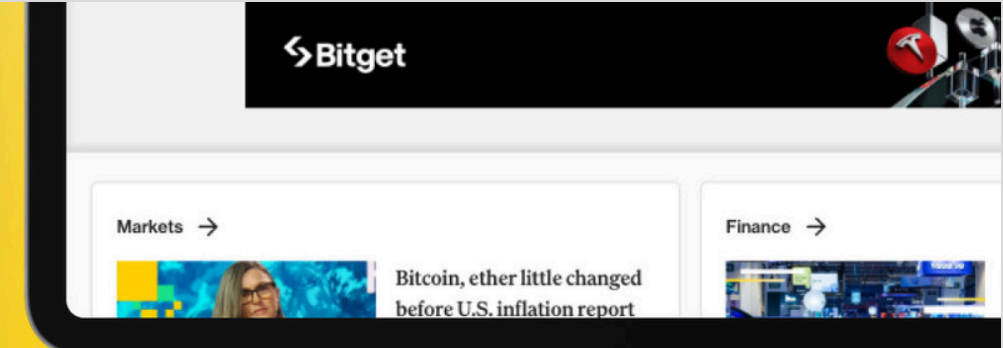 Bitget
Markets →
Bitcoin, ether little changed
before U.S. inflation report
Finance →